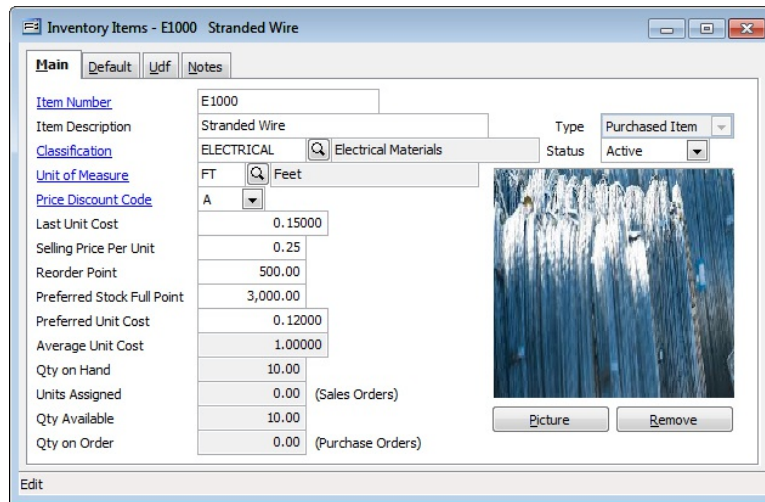 Inventory Items - E1000 Stranded Wire
Main Default Udf Notes
Item Number E1000
Item Description Stranded Wire Type Purchased Item
Classification ELECTRICAL Electrical Materials Status Active
Unit of Measure FT Feet
Price Discount Code A
Last Unit Cost 0.15000
Selling Price Per Unit 0.25
Reorder Point 500.00
Preferred Stock Full Point 3,000.00
Preferred Unit Cost 0.12000
Average Unit Cost 1.00000
Qty on Hand 10.00
Units Assigned 0.00 (Sales Orders)
Qty Available 10.00 Picture Remove
Qty on Order 0.00 (Purchase Orders)
Edit